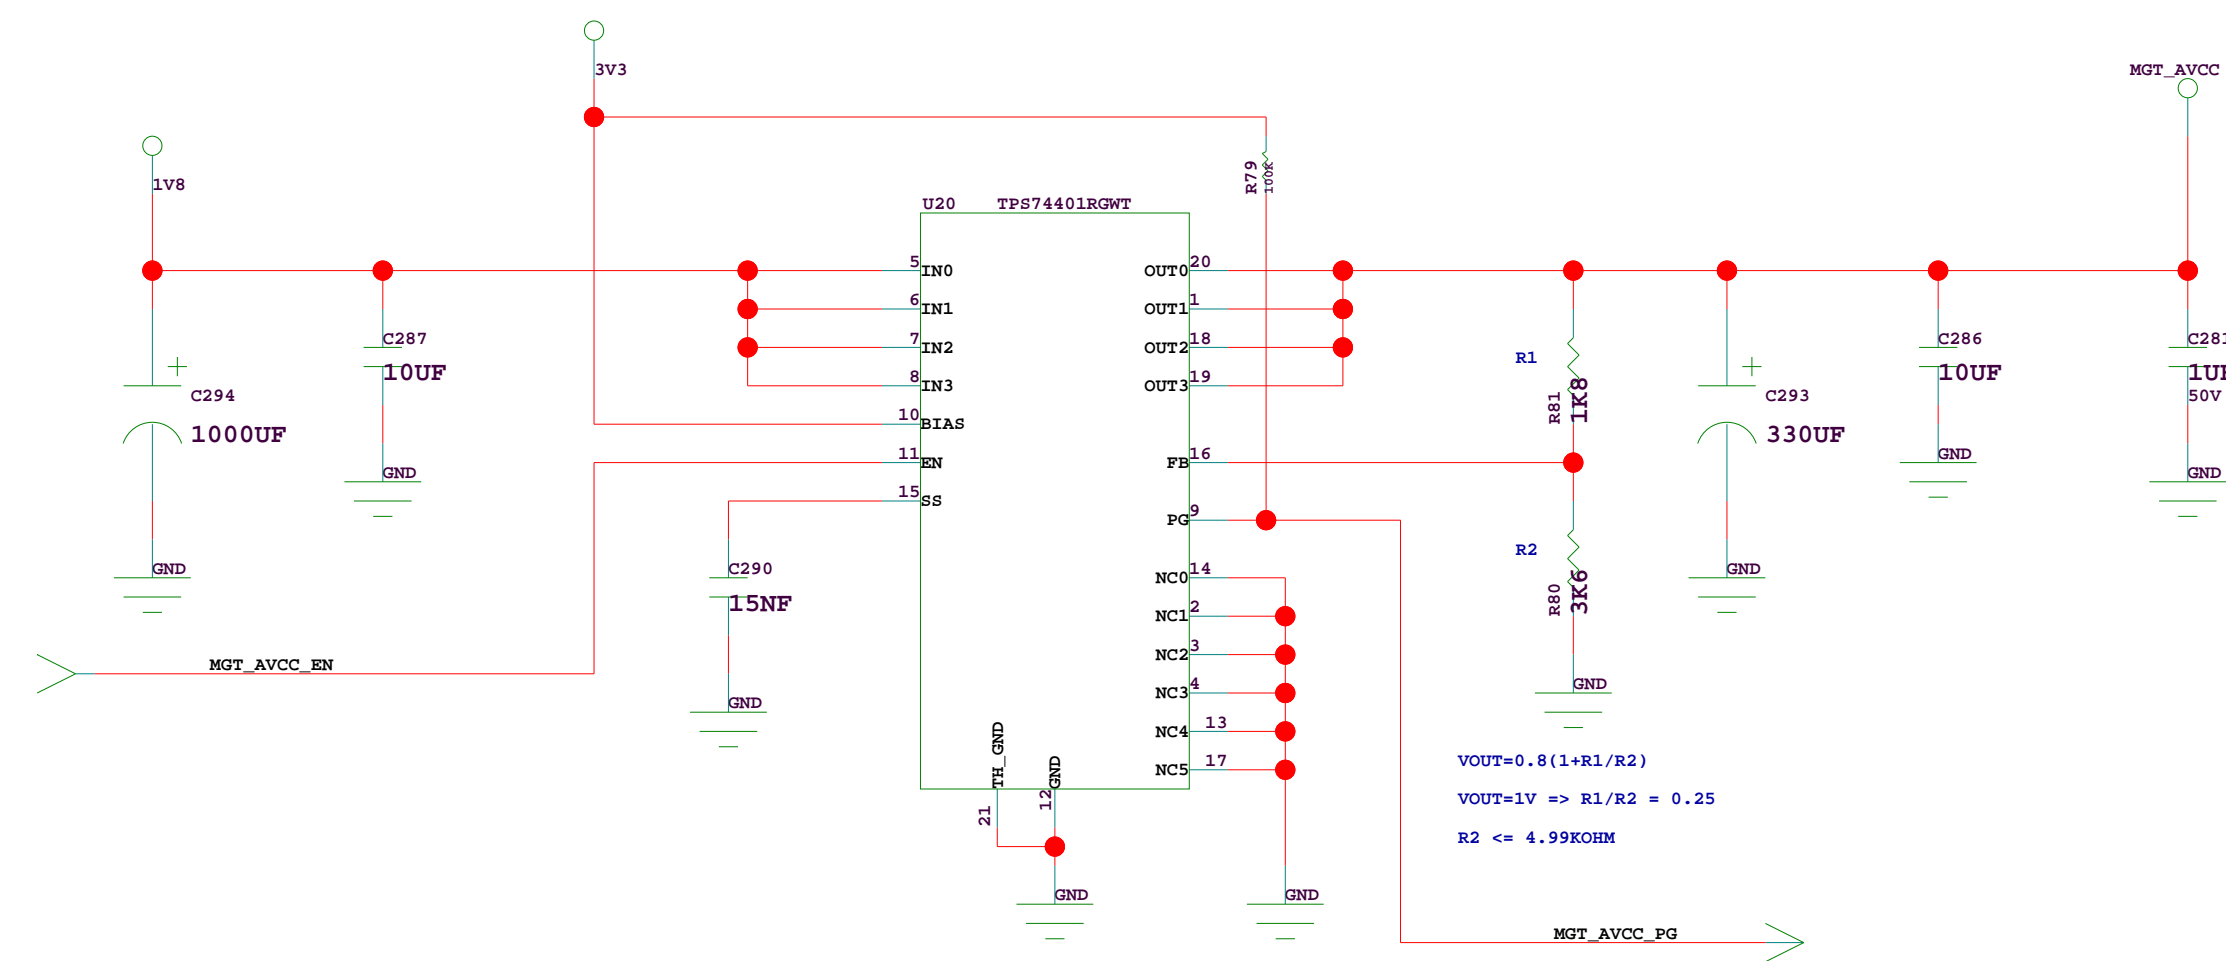 3V3
MGT_AVCC
1V8
R79
100K
U20 TPS74401RGWT
5 IN0
6 IN1
7 IN2
8 IN3
10 BIAS
11 EN
15 SS
OUT0 20
OUT1 1
OUT2 18
OUT3 19
FB 16
PG 9
NC0 14
NC1 2
NC2 3
NC3 4
NC4 13
NC5 17
TH_GND
21
GND
12
C294
1000UF
GND
C287
10UF
GND
C290
15NF
GND
MGT_AVCC_EN
GND
GND
R1
R81
1K8
R2
R80
3K6
GND
C293
330UF
GND
C286
10UF
GND
C281
1UF
50V
GND
VOUT=0.8(1+R1/R2)
VOUT=1V => R1/R2 = 0.25
R2 <= 4.99KOHM
MGT_AVCC_PG